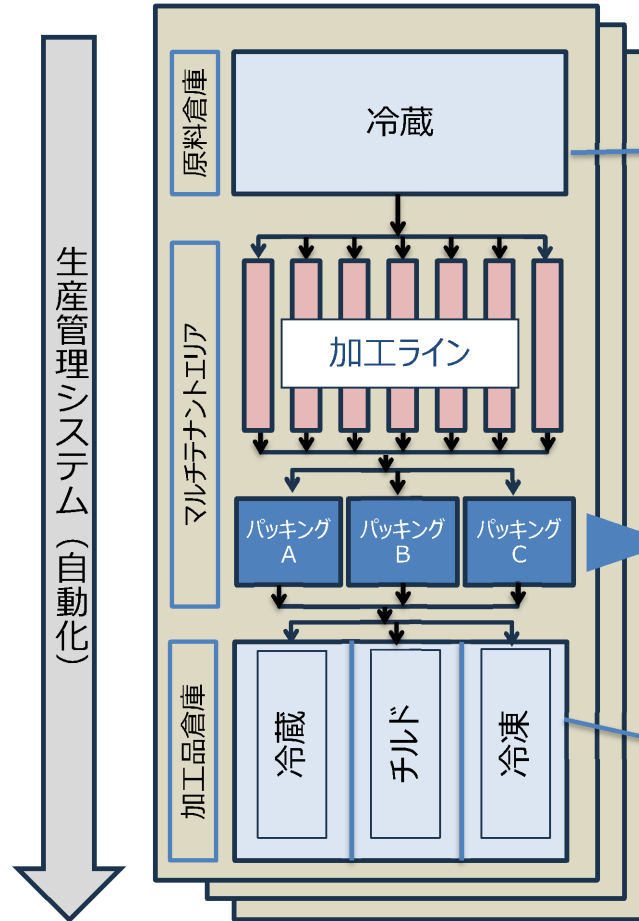 生産管理システム（自動化）
原料倉庫
冷蔵
マルチテナントエリア
加工ライン
パッキング
A
パッキング
B
パッキング
C
加工品倉庫
冷蔵
チルド
冷凍